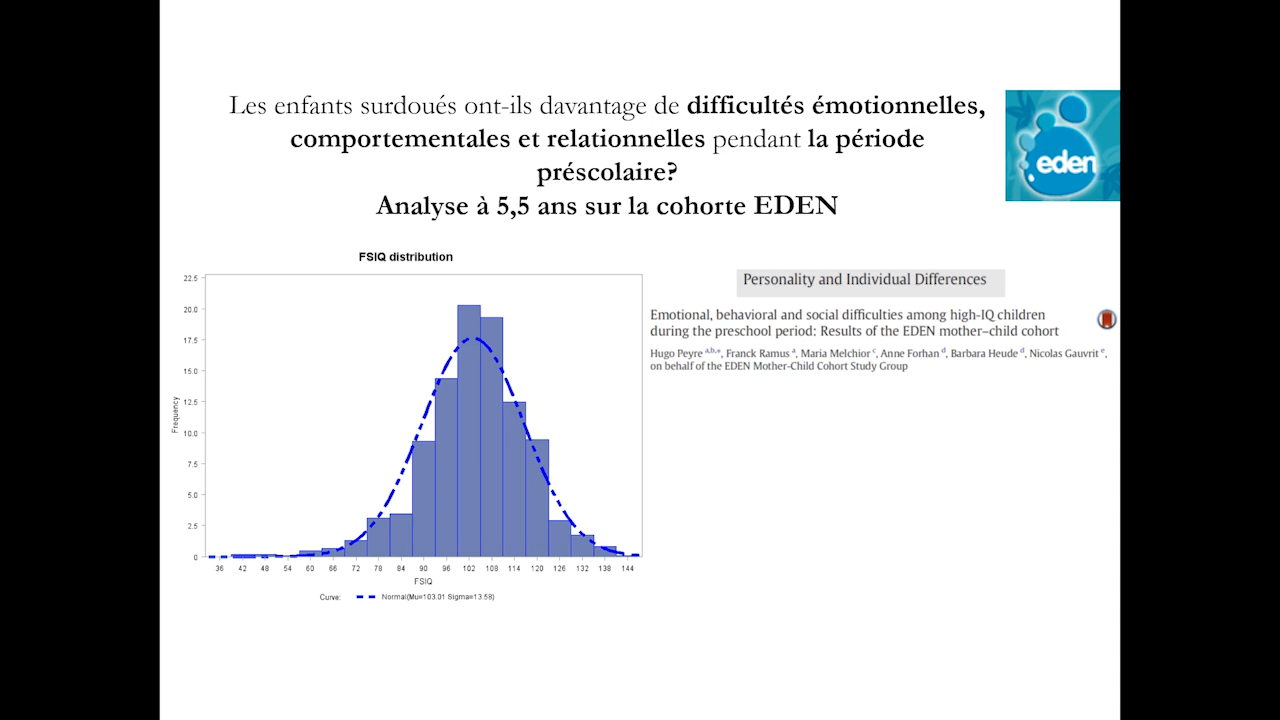 Les enfants surdoués ont-ils davantage de difficultés émotionnelles,
comportementales et relationnelles pendant la période
préscolaire?
Analyse à 5,5 ans sur la cohorte EDEN
eden
FSIQ distribution
22.5
20.0
17.5
15.0
12.5
10.0
7.5
5.0
2.5
0
Frequency
36 42 48 54 60 66 72 78 84 90 96 102 108 114 120 126 132 138 144
FSIQ
Curve: Normal(Mu=103.01 Sigma=13.58)
Personality and Individual Differences
Emotional, behavioral and social difficulties among high-IQ children
during the preschool period: Results of the EDEN mother–child cohort
Hugo Peyre a,b,*, Franck Ramus a, Maria Melchior c, Anne Forhan d, Barbara Heude d, Nicolas Gauvrit e,
on behalf of the EDEN Mother-Child Cohort Study Group